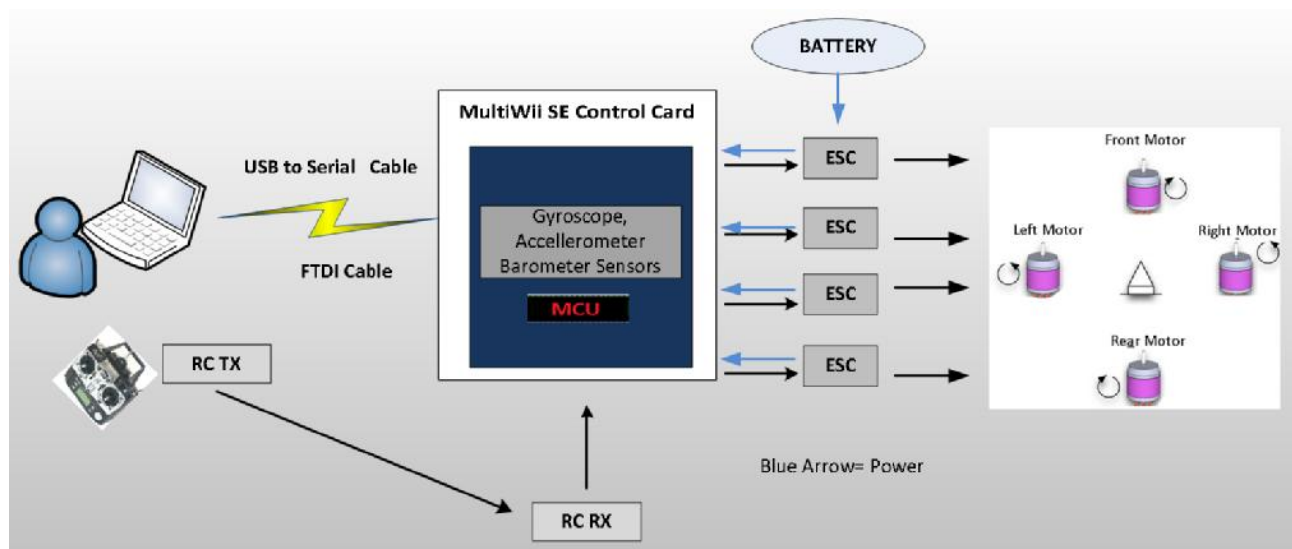 BATTERY
MultiWii SE Control Card
USB to Serial Cable
FTDI Cable
Gyroscope,
Accellerometer
Barometer Sensors
MCU
ESC
ESC
ESC
ESC
Front Motor
Left Motor
Right Motor
Rear Motor
RC TX
Blue Arrow= Power
RC RX